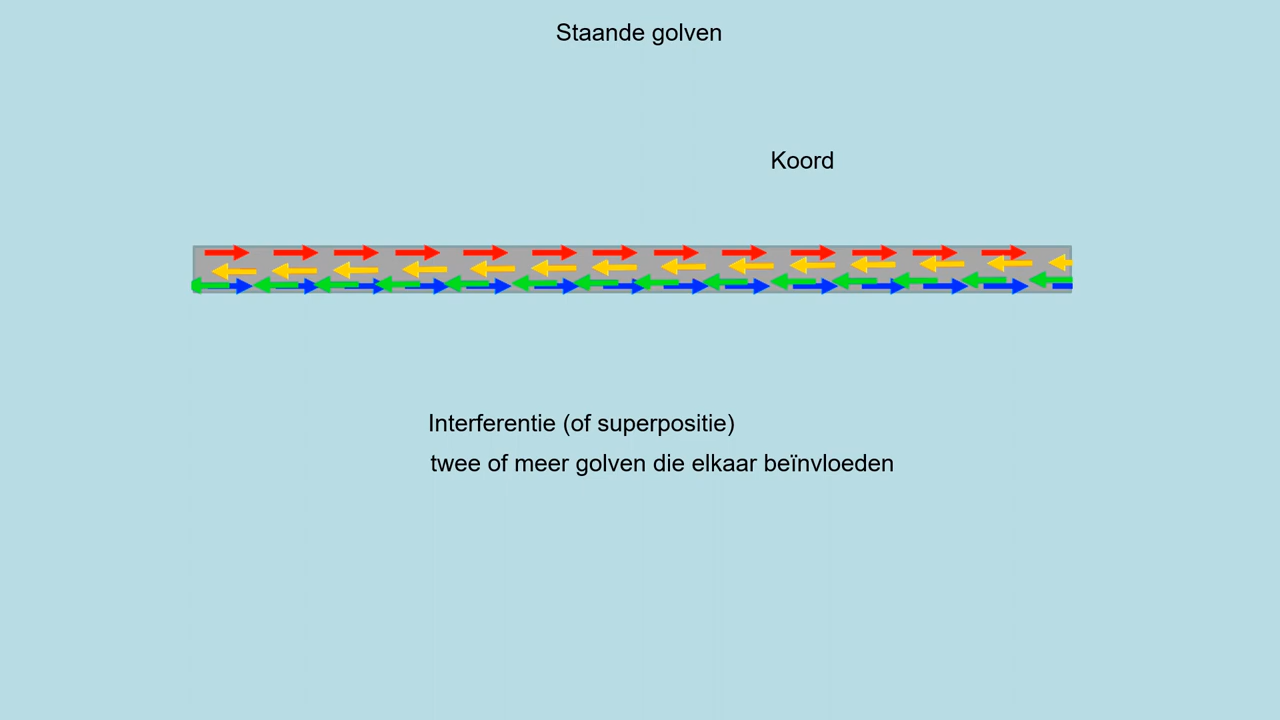 Staande golven
Koord
Interferentie (of superpositie)
twee of meer golven die elkaar beïnvloeden